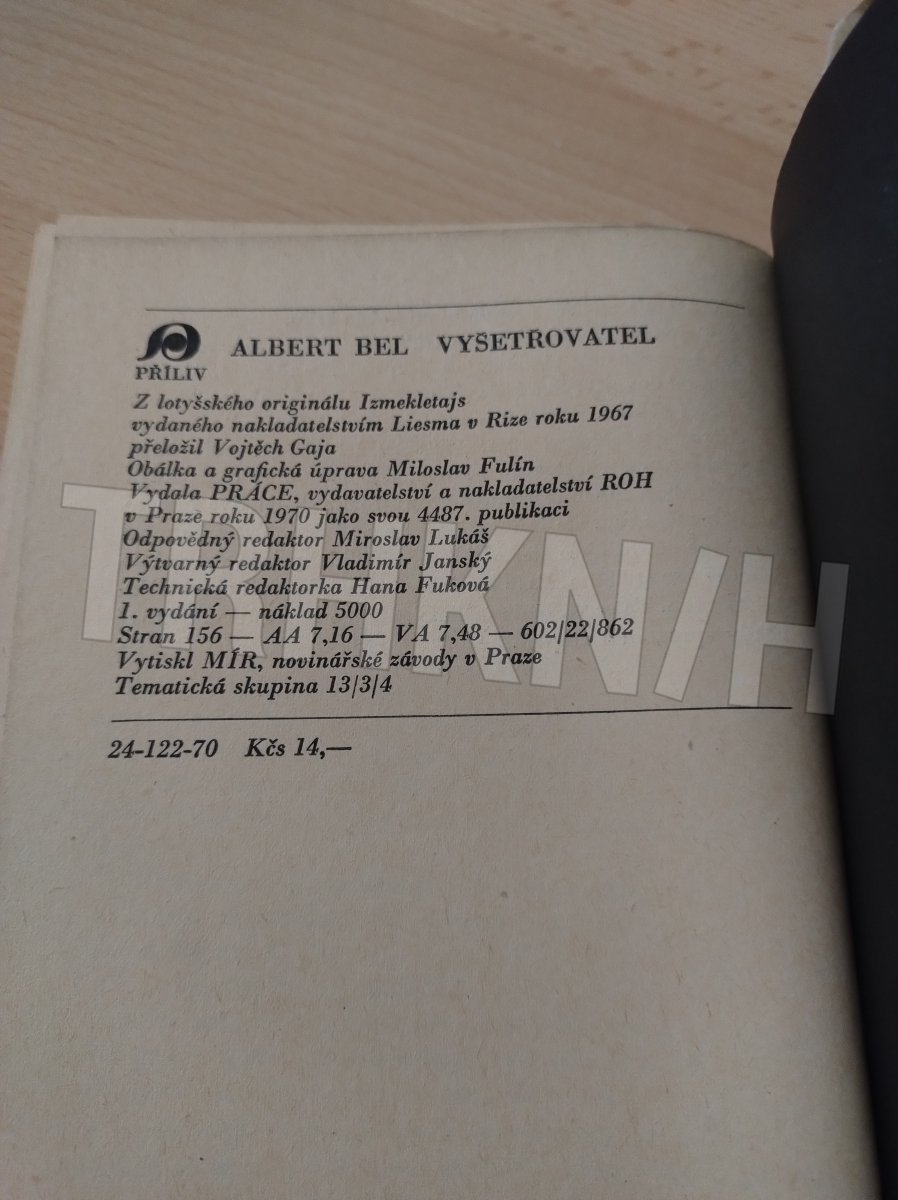 ALBERT BEL VYŠETŘOVATEL
PŘÍLIV
Z lotyšského originálu Izmekletajs
vydaného nakladatelstvím Liesma v Rize roku 1967
přeložil Vojtěch Gaja
Obálka a grafická úprava Miloslav Fulín
Vydala PRÁCE, vydavatelství a nakladatelství ROH
v Praze roku 1970 jako svou 4487. publikaci
Odpovědný redaktor Miroslav Lukáš
Výtvarný redaktor Vladimír Janský
Technická redaktorka Hana Fuková
1. vydání — náklad 5000
Stran 156 — AA 7,16 — VA 7,48 — 602/22/862
Vytiskl MÍR, novinářské závody v Praze
Tematická skupina 13/3/4
24-122-70 Kčs 14,—
TRHKNIH